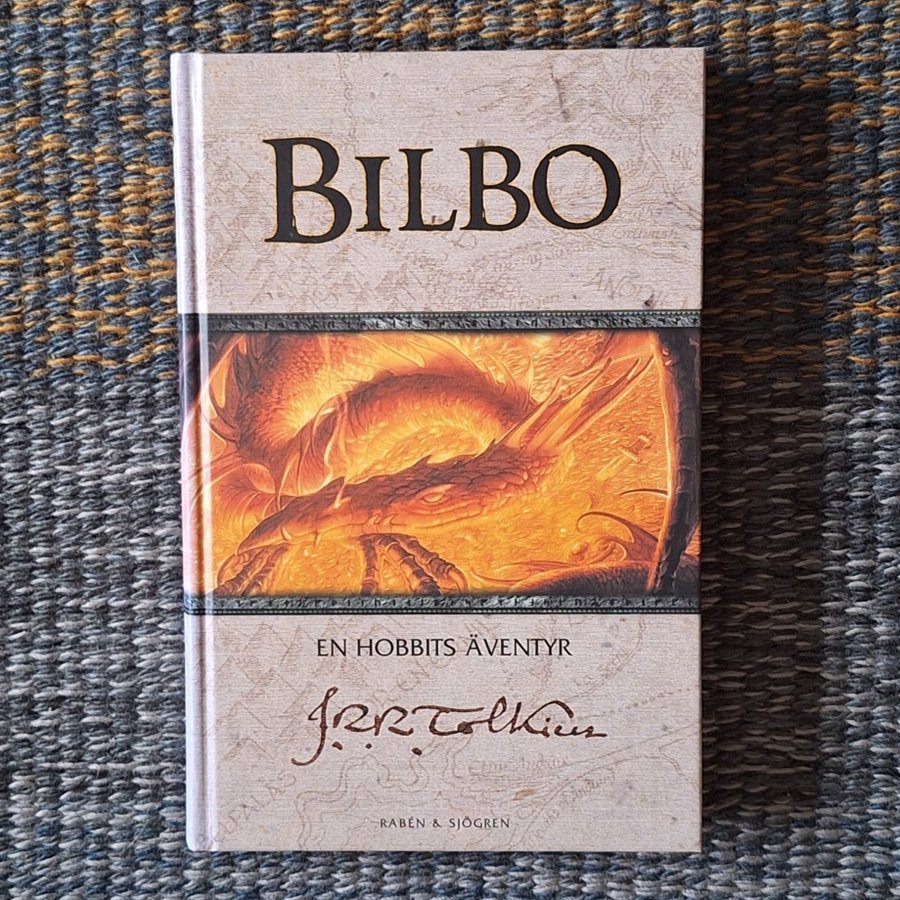 BILBO
EN HOBBITS ÄVENTYR
J.R.R. Tolkien
RABÉN & SJÖGREN